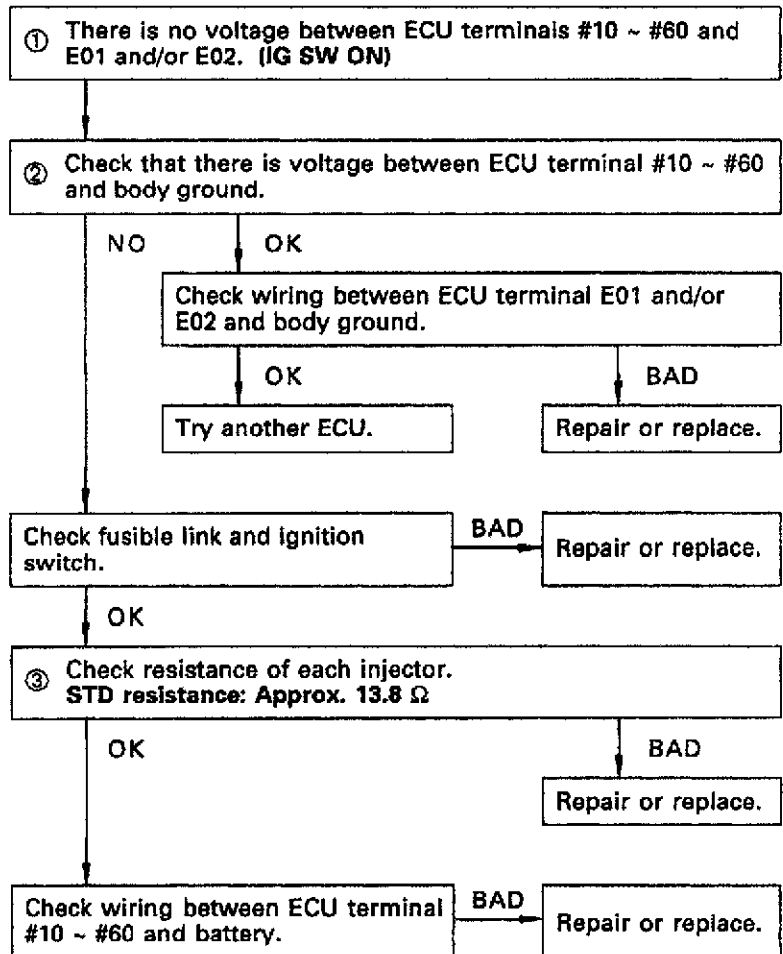 ① There is no voltage between ECU terminals #10 ~ #60 and
E01 and/or E02. (IG SW ON)
② Check that there is voltage between ECU terminal #10 ~ #60
and body ground.
NO
OK
Check wiring between ECU terminal E01 and/or
E02 and body ground.
OK
BAD
Try another ECU.
Repair or replace.
Check fusible link and ignition
switch.
BAD
Repair or replace.
OK
③ Check resistance of each injector.
STD resistance: Approx. 13.8 Ω
OK
BAD
Repair or replace.
Check wiring between ECU terminal
#10 ~ #60 and battery.
BAD
Repair or replace.